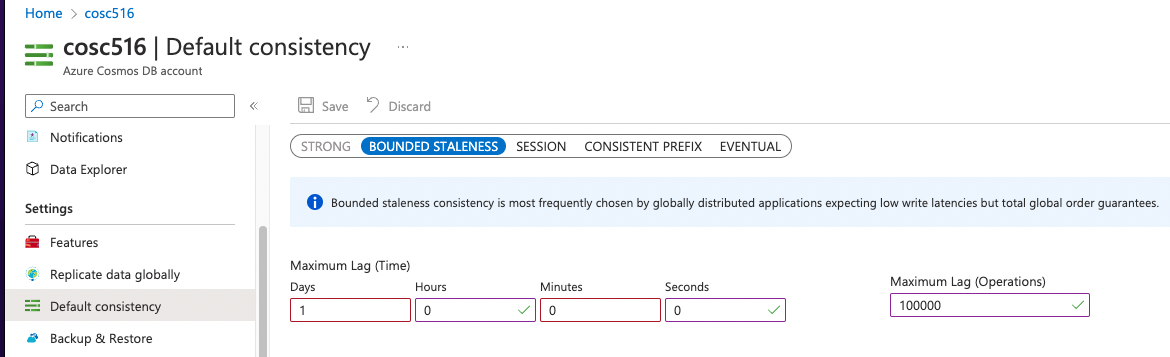 Home > cosc516
cosc516 | Default consistency ...
Azure Cosmos DB account
Search «
Notifications
Data Explorer
Settings
Features
Replicate data globally
Default consistency
Backup & Restore
Save Discard
STRONG BOUNDED STALENESS SESSION CONSISTENT PREFIX EVENTUAL
Bounded staleness consistency is most frequently chosen by globally distributed applications expecting low write latencies but total global order guarantees.
Maximum Lag (Time)
Days Hours Minutes Seconds
1 0 0 0
Maximum Lag (Operations)
100000